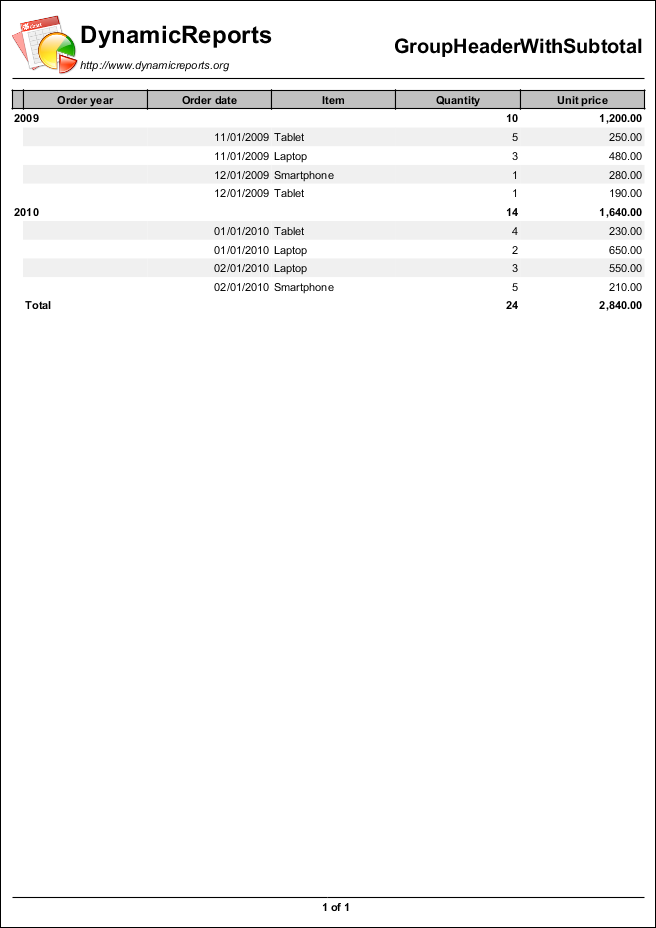 DynamicReports
GroupHeaderWithSubtotal
http://www.dynamicreports.org
Order year Order date Item Quantity Unit price
2009 10 1,200.00
11/01/2009 Tablet 5 250.00
11/01/2009 Laptop 3 480.00
12/01/2009 Smartphone 1 280.00
12/01/2009 Tablet 1 190.00
2010 14 1,640.00
01/01/2010 Tablet 4 230.00
01/01/2010 Laptop 2 650.00
02/01/2010 Laptop 3 550.00
02/01/2010 Smartphone 5 210.00
Total 24 2,840.00
1 of 1